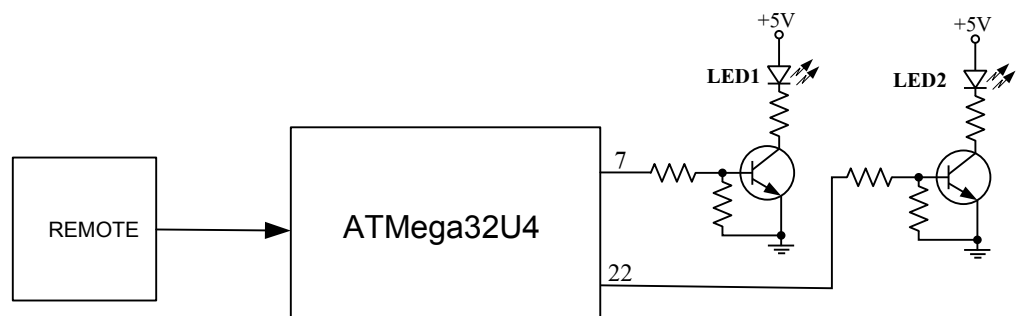 +5V
LED1
+5V
LED2
7
REMOTE
ATMega32U4
22